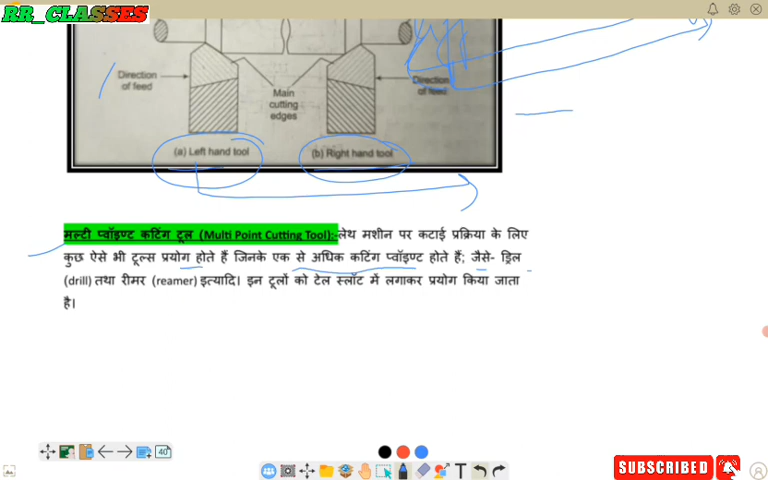 RR_CLASSES
Direction
of feed
Main
cutting
edges
Direction
of feed
(a) Left hand tool
(b) Right hand tool
मल्टी प्वॉइण्ट कटिंग टूल (Multi Point Cutting Tool):-लेथ मशीन पर कटाई प्रक्रिया के लिए
कुछ ऐसे भी टूल्स प्रयोग होते हैं जिनके एक से अधिक कटिंग प्वॉइण्ट होते हैं; जैसे- ड्रिल
(drill) तथा रीमर (reamer) इत्यादि। इन टूलों को टेल स्लॉट में लगाकर प्रयोग किया जाता
है।
40
T
SUBSCRIBED